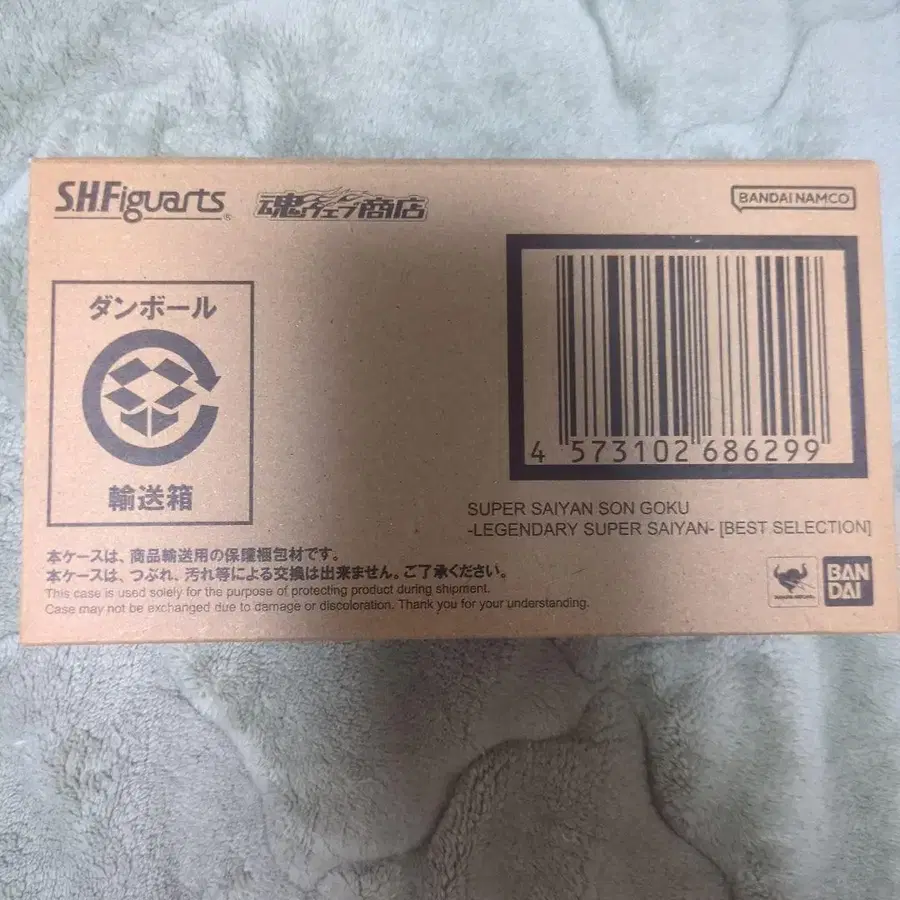 S.H.Figuarts®
魂ウェブ商店
BANDAI NAMCO
ダンボール
輸送箱
4 573102 686299
SUPER SAIYAN SON GOKU
-LEGENDARY SUPER SAIYAN- [BEST SELECTION]
本ケースは、商品輸送用の保護梱包材です。
本ケースは、つぶれ、汚れ等による交換は出来ません。ご了承ください。
This case is used solely for the purpose of protecting product during shipment.
Case may not be exchanged due to damage or discoloration. Thank you for your understanding.
BAN
DAI